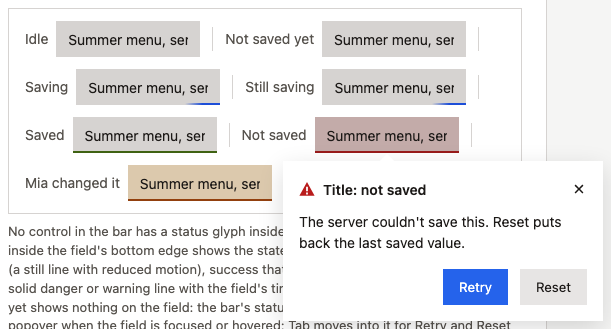 Idle Summer menu, ser Not saved yet Summer menu, ser
Saving Summer menu, ser Still saving Summer menu, ser
Saved Summer menu, ser Not saved Summer menu, ser
Mia changed it Summer menu, ser
Title: not saved
The server couldn't save this. Reset puts
back the last saved value.
Retry Reset
No control in the bar has a status glyph inside
inside the field's bottom edge shows the state
(a still line with reduced motion), success that
solid danger or warning line with the field's tin
yet shows nothing on the field: the bar's statu
popover when the field is focused or hovered; Tab moves into it for Retry and Reset